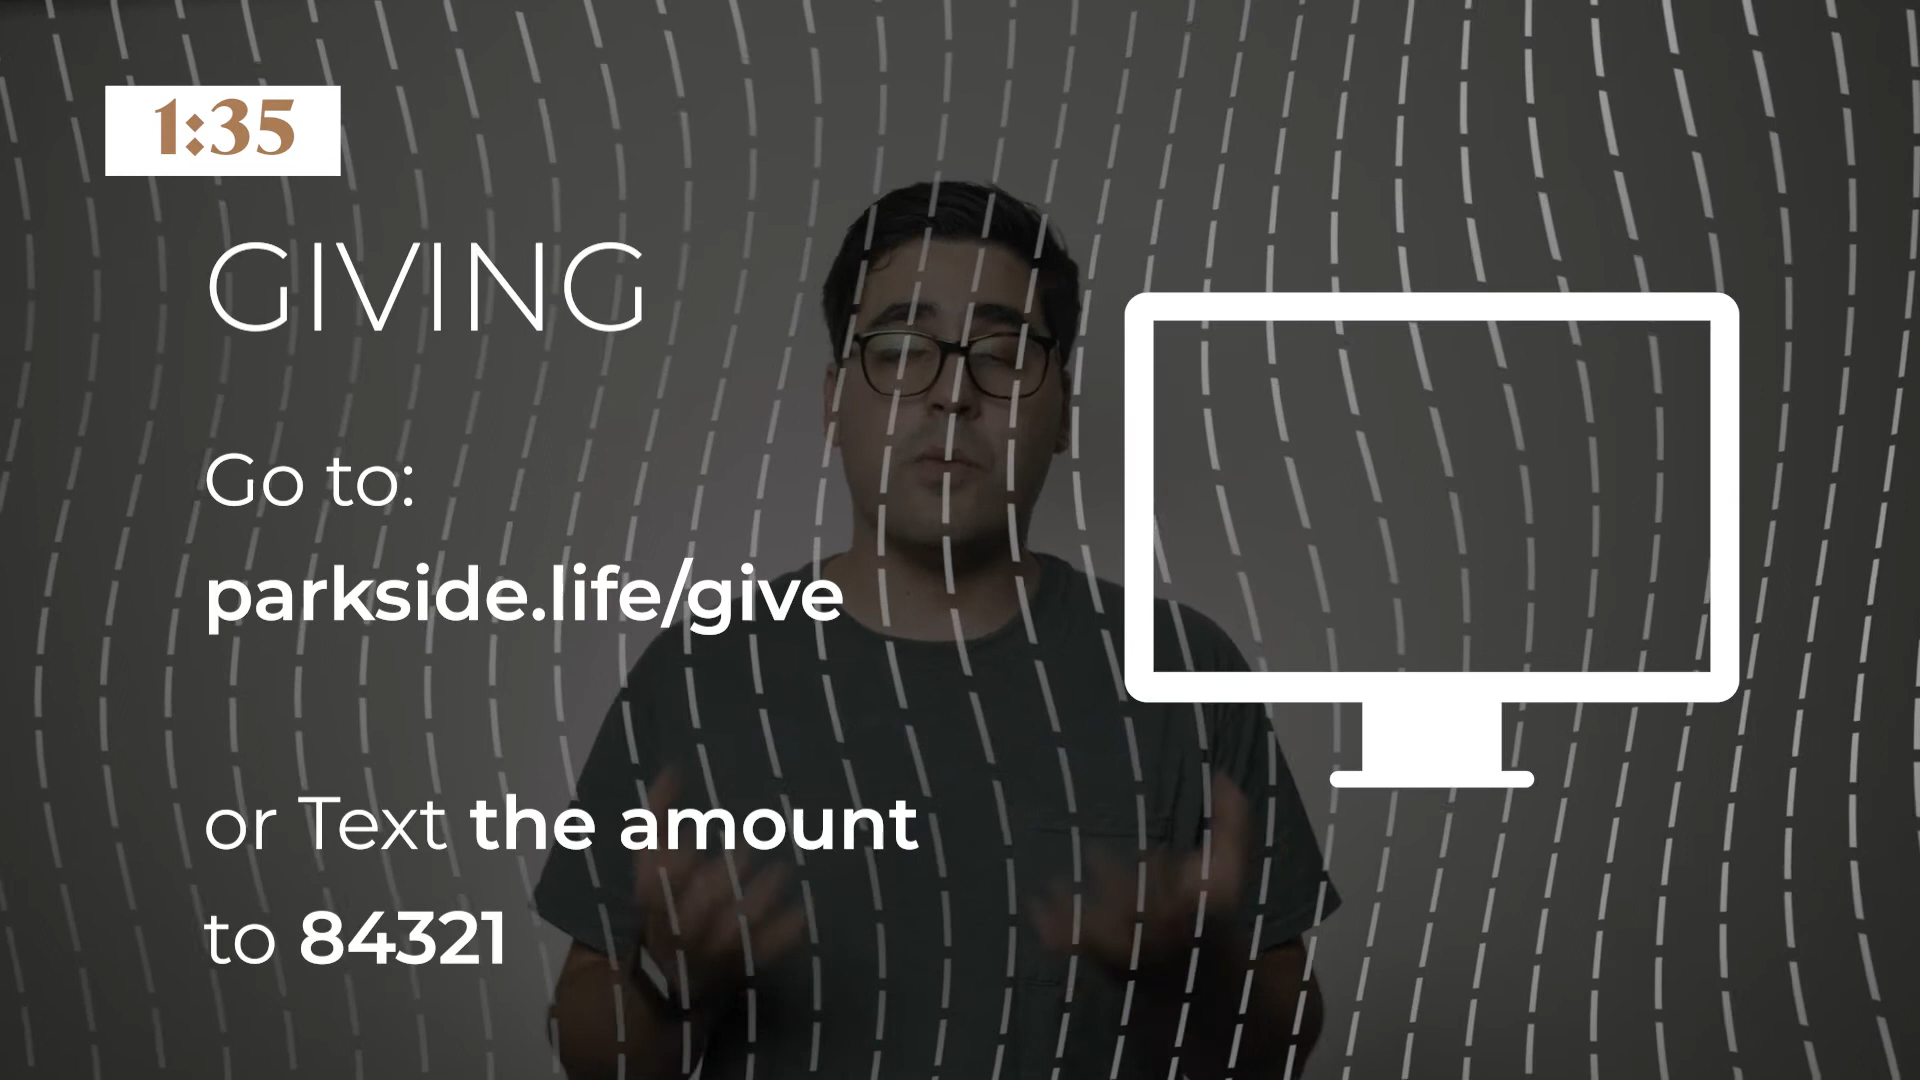 1:35
GIVING
Go to:
parkside.life/give
or Text the amount
to 84321